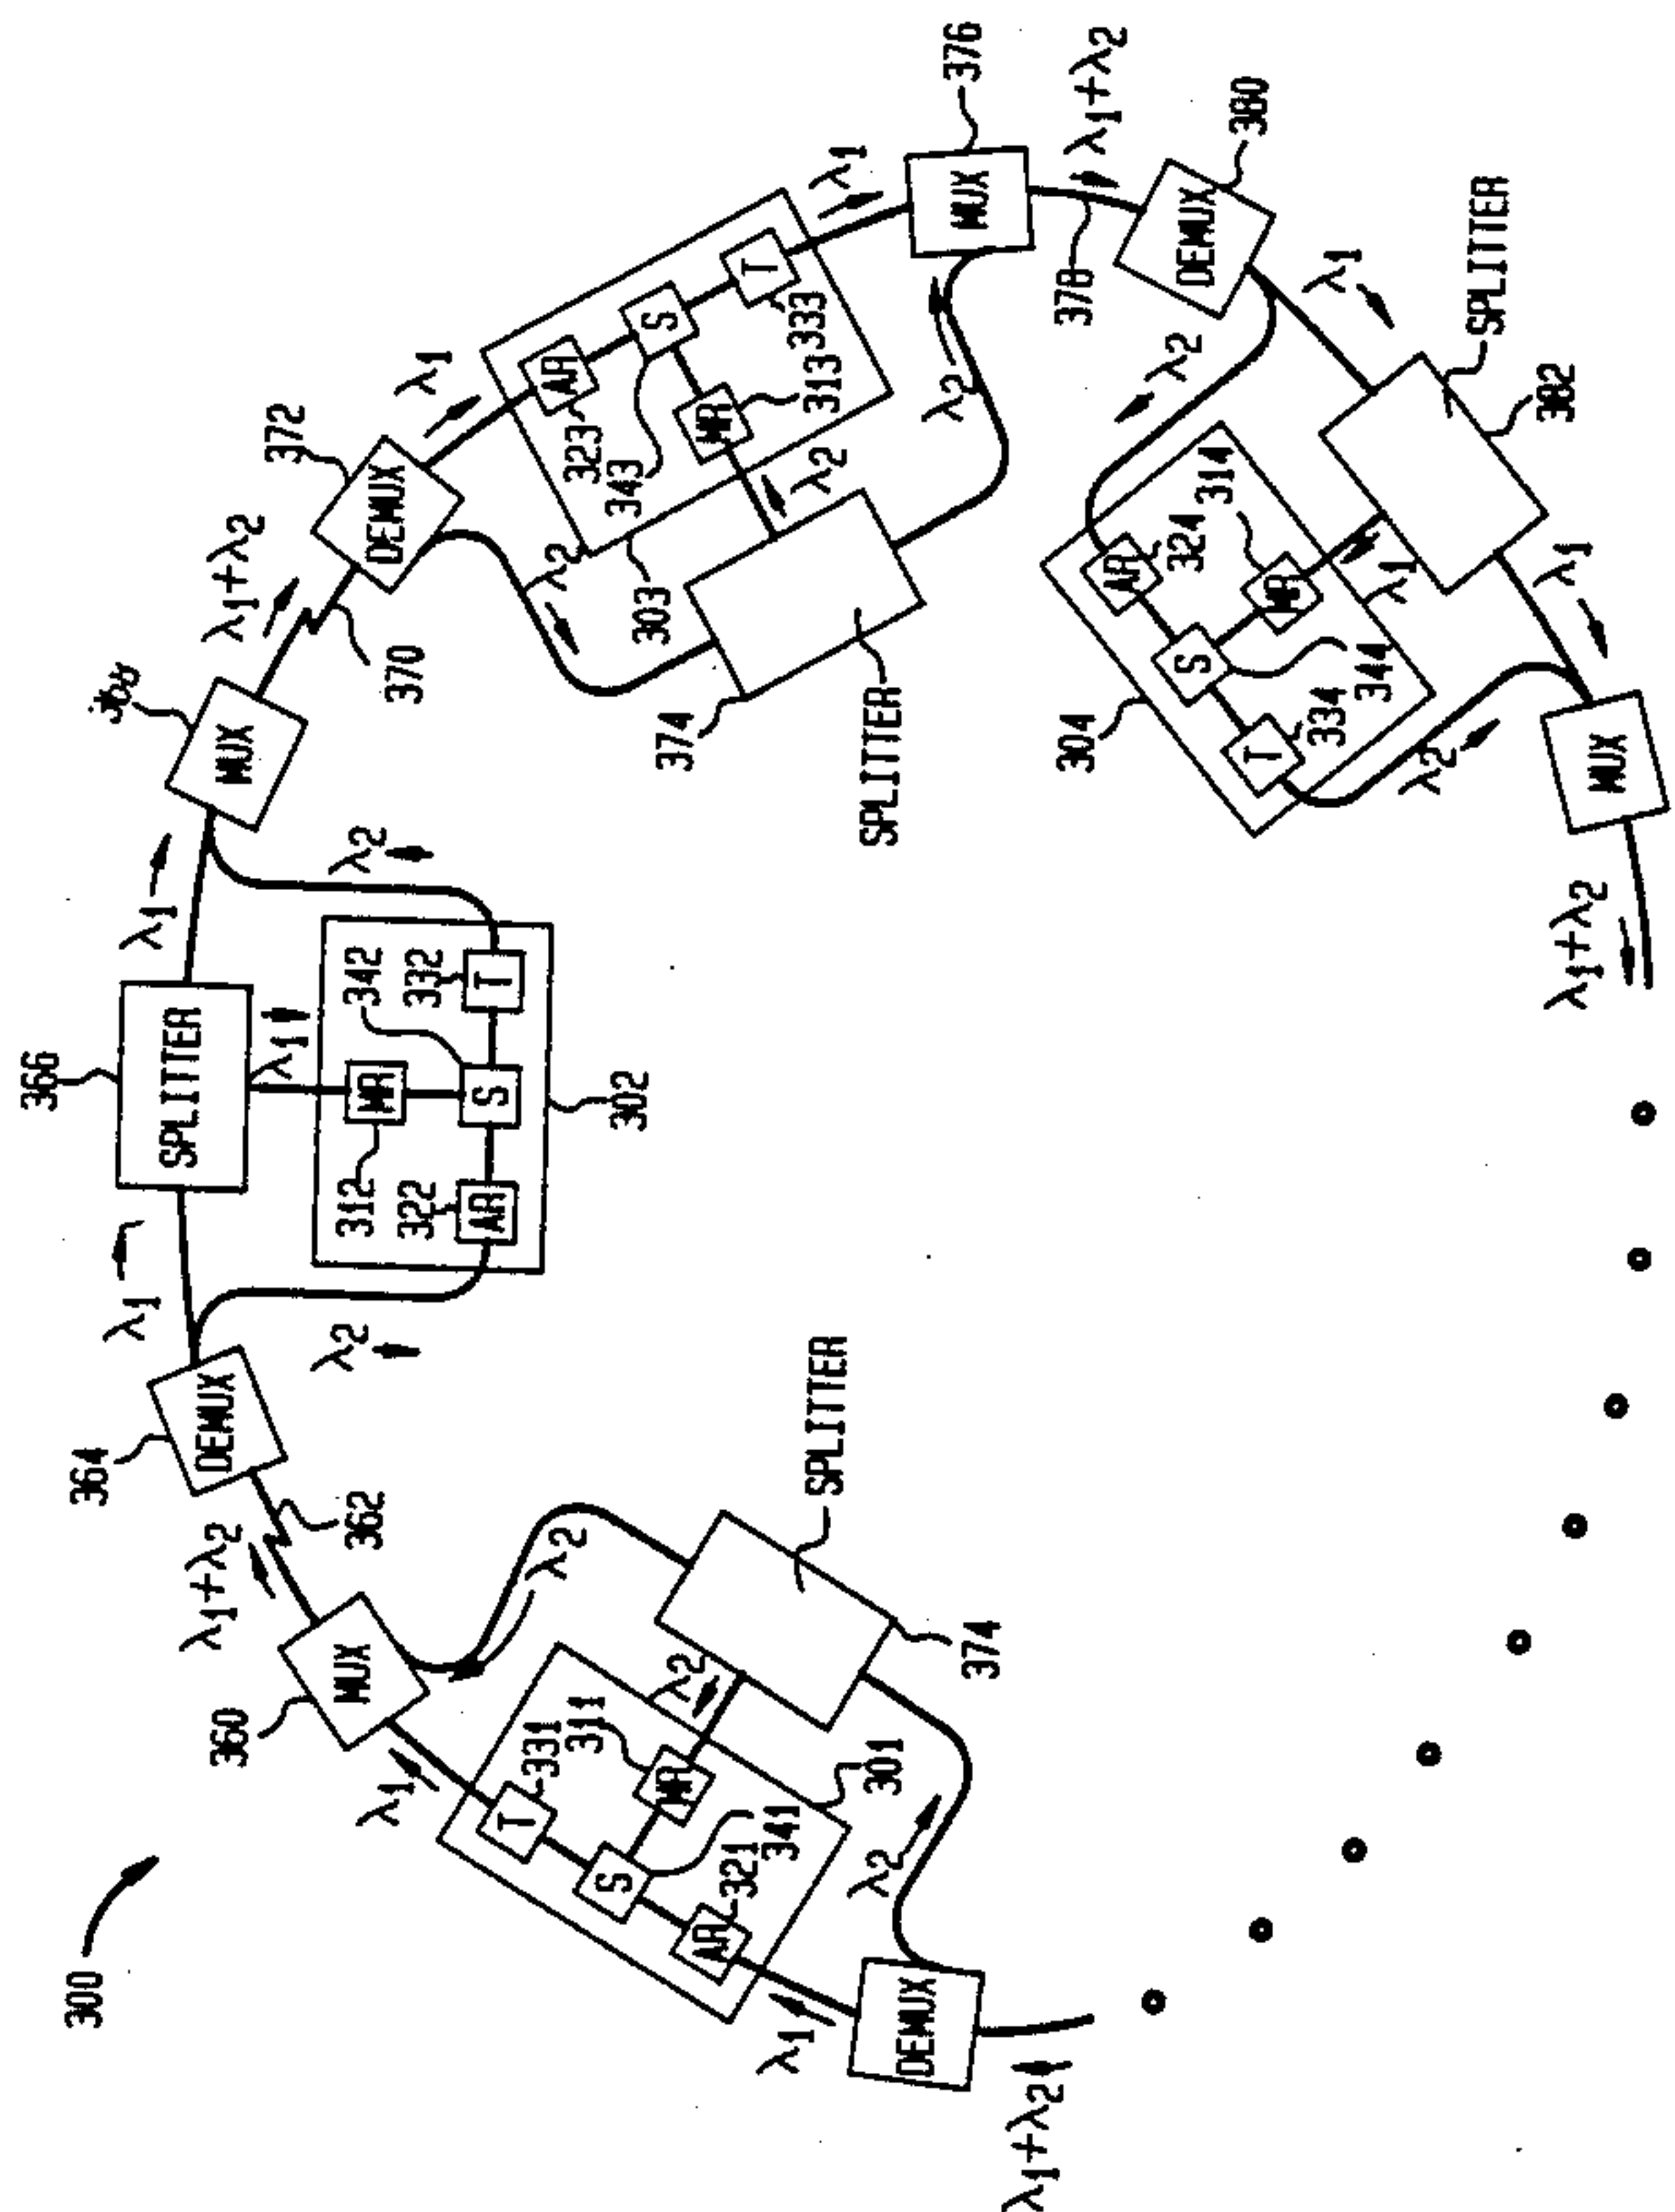 300
λ1+λ2
DEMUX
λ1
λ2
301
AR
321
S
341
MR
311
T
331
λ2
374
SPLITTER
λ1
λ2
360
MUX
λ1+λ2
362
364
DEMUX
λ1
λ2
366
SPLITTER
λ1
312
MR
322
AR
S
342
332
T
302
λ1
λ2
MUX
λ1+λ2
370
372
DEMUX
λ1
λ2
303
AR
323
343
S
MR
313
T
333
λ2
374
SPLITTER
λ1
λ2
376
MUX
λ1+λ2
378
DEMUX
380
λ1
λ2
SPLITTER
382
304
AR
324
MR
314
S
344
T
334
λ1
λ1
λ2
MUX
λ1+λ2